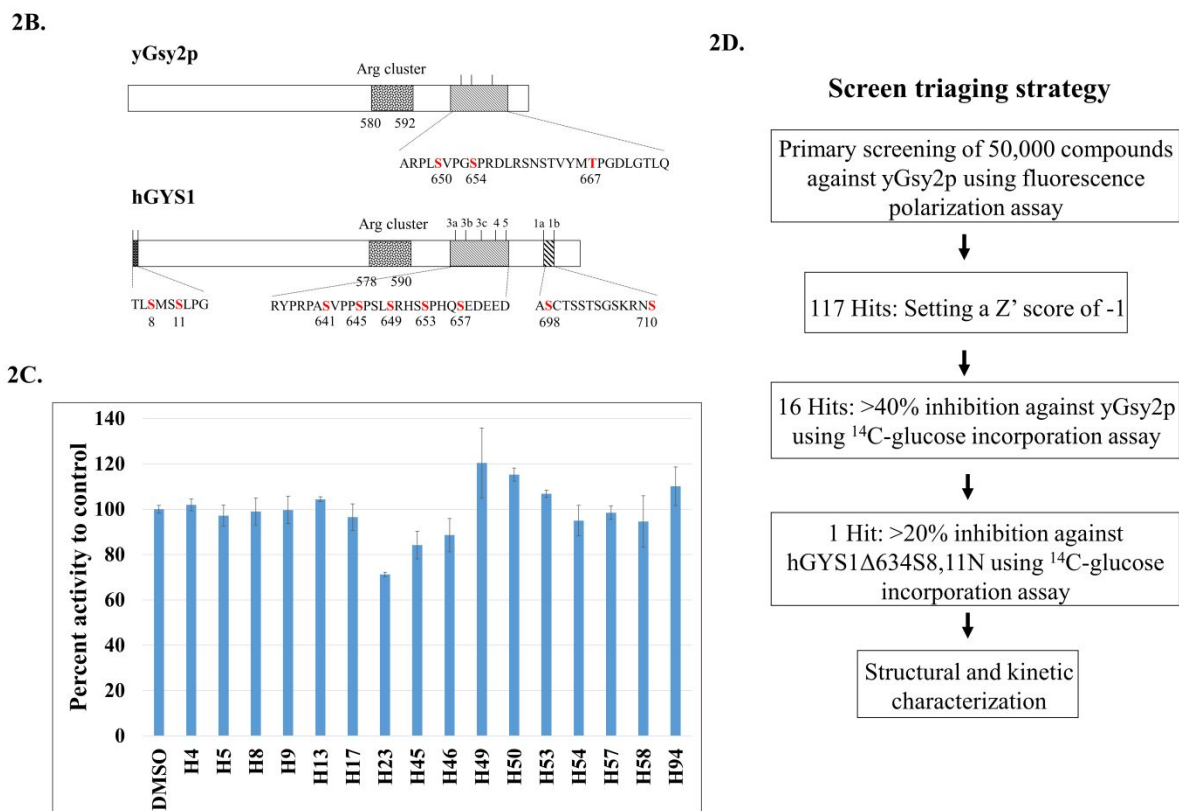 2B.
yGsy2p
Arg cluster
580 592
ARPLSVPGSPRDLRSNSTVYMTPGDLGTLQ
650 654 667
hGYS1
Arg cluster
3a 3b 3c 4 5 1a 1b
578 590
TLSMSSLPG RYPRPASVPPSPSLSRHSSPHQSEDEED ASCTSSTSGSKRNS
8 11 641 645 649 653 657 698 710
2C.
Percent activity to control
140
120
100
80
60
40
20
0
DMSO H4 H5 H8 H9 H13 H17 H23 H45 H46 H49 H50 H53 H54 H57 H58 H94
2D.
Screen triaging strategy
Primary screening of 50,000 compounds
against yGsy2p using fluorescence
polarization assay
117 Hits: Setting a Z’ score of -1
16 Hits: >40% inhibition against yGsy2p
using ¹⁴C-glucose incorporation assay
1 Hit: >20% inhibition against
hGYS1Δ634S8,11N using ¹⁴C-glucose
incorporation assay
Structural and kinetic
characterization